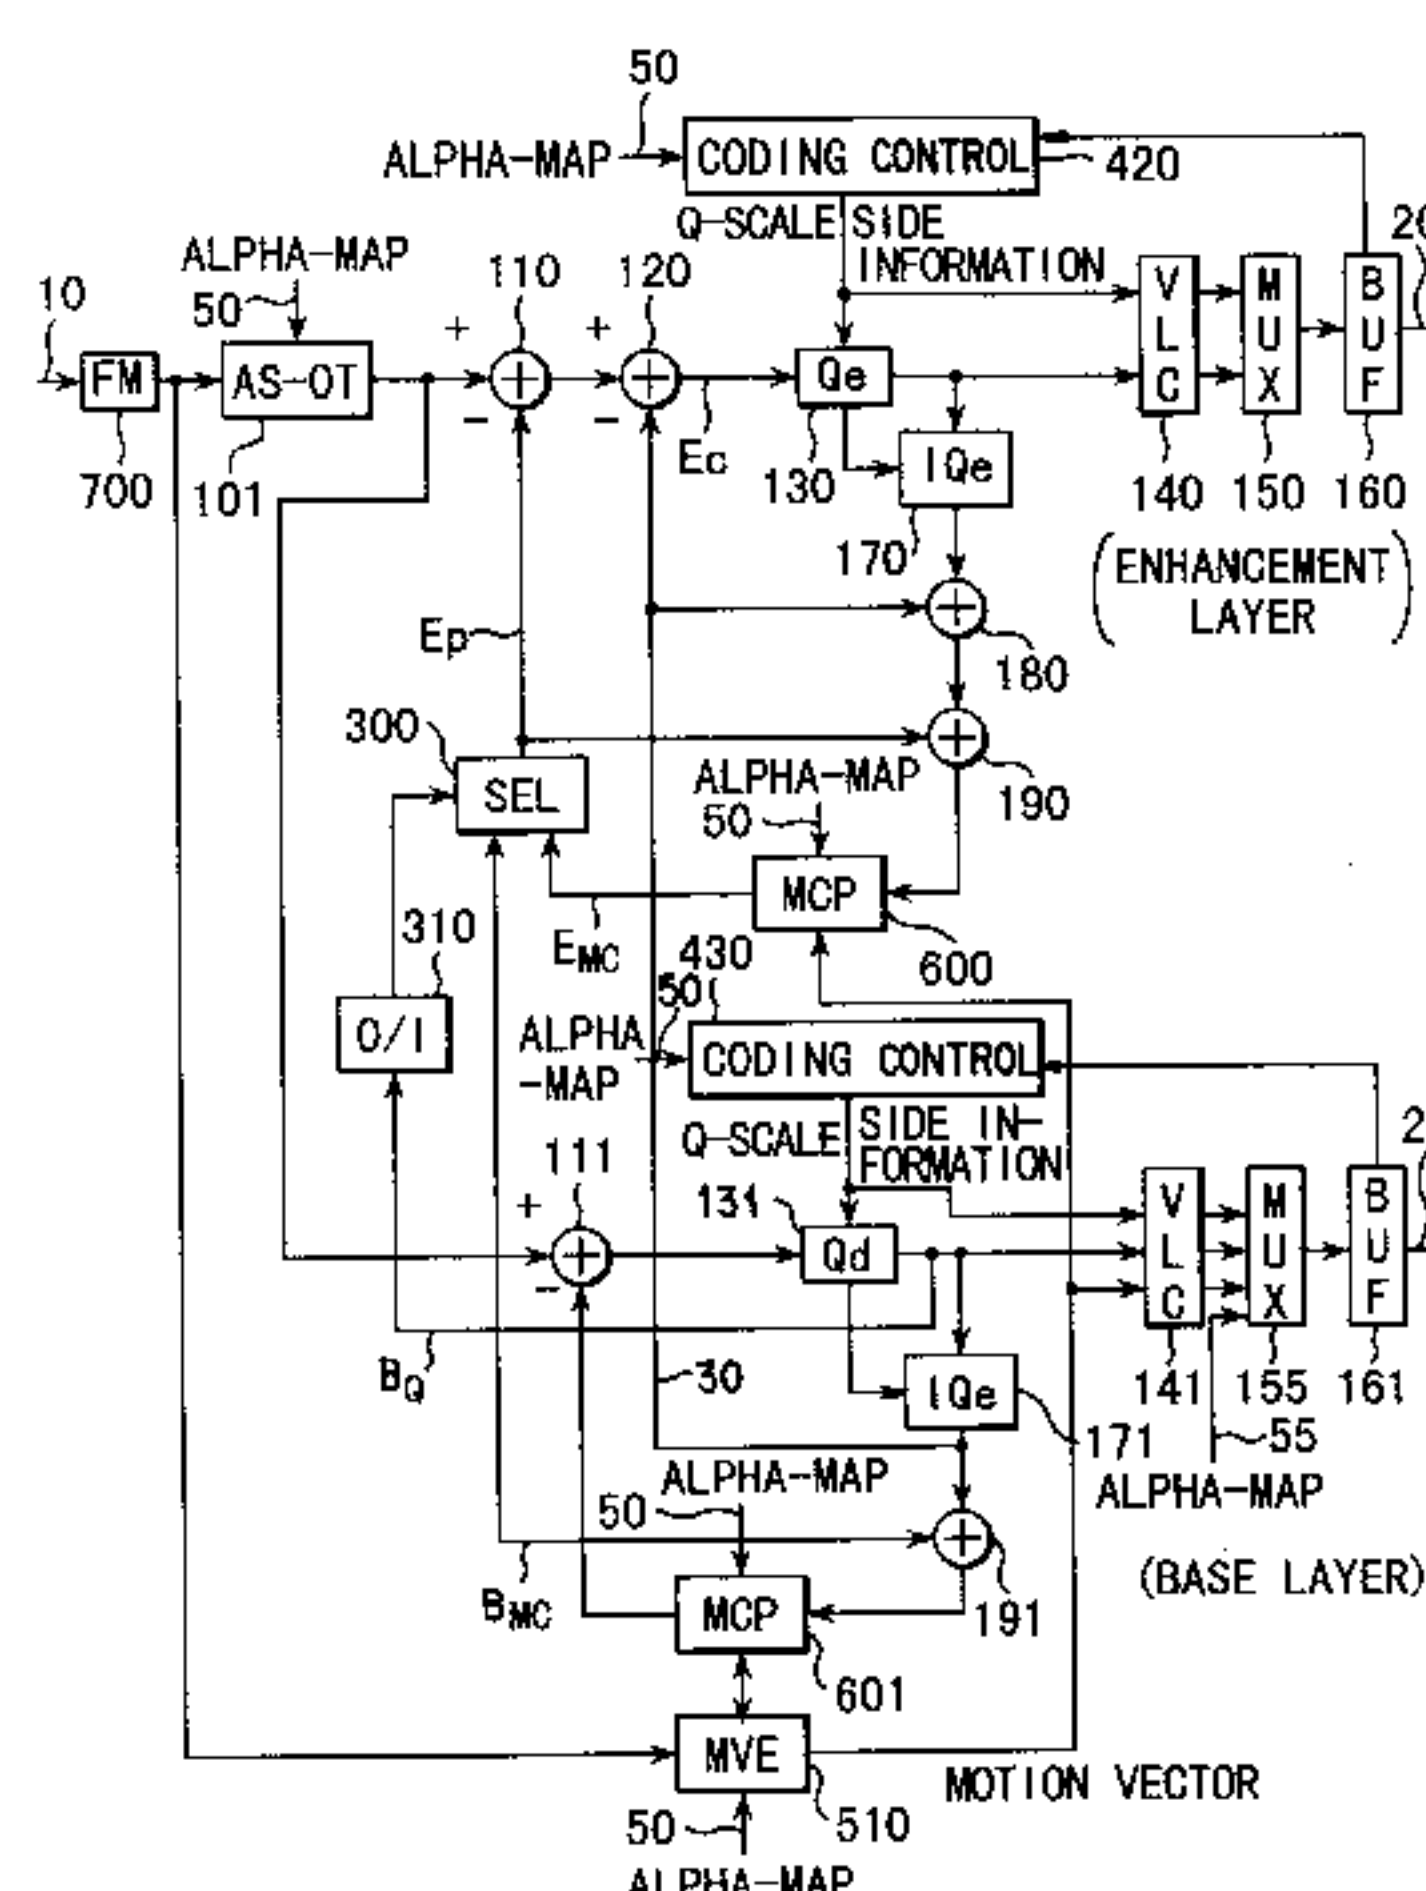 50
ALPHA-MAP
CODING CONTROL
420
Q-SCALE SIDE
INFORMATION
ALPHA-MAP
50
10
FM
700
AS-OT
101
+
110
+
-
+
120
+
-
Ec
Qe
130
IQe
170
V
L
C
140
M
U
X
150
B
U
F
160
(ENHANCEMENT
LAYER)
+
180
Ep
+
190
300
SEL
ALPHA-MAP
50
MCP
600
EMC
310
O/I
430
50
ALPHA
-MAP
CODING CONTROL
Q-SCALE
SIDE IN-
FORMATION
111
+
+
-
131
Qd
V
L
C
141
M
U
X
155
B
U
F
161
BQ
30
IQe
171
55
ALPHA-MAP
ALPHA-MAP
50
+
191
(BASE LAYER)
BMC
MCP
601
MVE
510
MOTION VECTOR
50
ALPHA-MAP